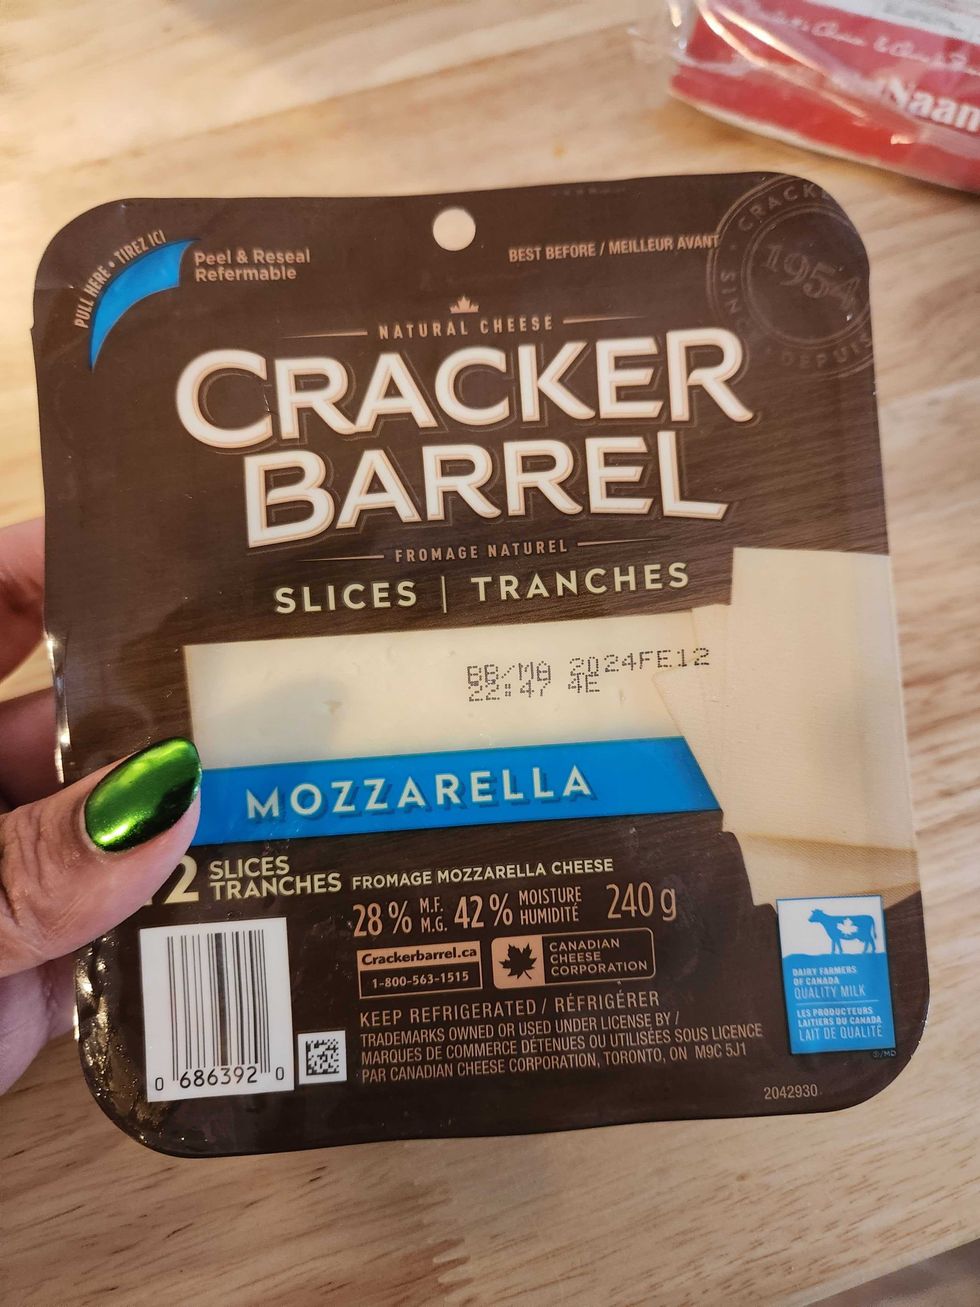 Naan
PULL HERE • TIREZ ICI
Peel & Reseal
Refermable
BEST BEFORE / MEILLEUR AVANT
1954
DEPUIS
NATURAL CHEESE
CRACKER
BARREL
FROMAGE NATUREL
SLICES | TRANCHES
BB/MA 2024FE12
22:47 4E
MOZZARELLA
2 SLICES
TRANCHES
FROMAGE MOZZARELLA CHEESE
28% M.F. M.G. 42% MOISTURE HUMIDITÉ 240 g
Crackerbarrel.ca
1-800-563-1515
CANADIAN
CHEESE
CORPORATION
KEEP REFRIGERATED / RÉFRIGÉRER
TRADEMARKS OWNED OR USED UNDER LICENSE BY /
MARQUES DE COMMERCE DÉTENUES OU UTILISÉES SOUS LICENCE
PAR CANADIAN CHEESE CORPORATION, TORONTO, ON M9C 5J1
DAIRY FARMERS
OF CANADA
QUALITY MILK
LES PRODUCTEURS
LAITIERS DU CANADA
LAIT DE QUALITÉ
®/MD
0 686392 0
2042930